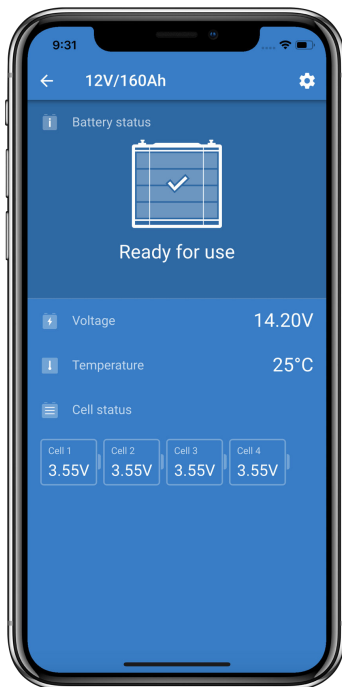 9:31
12V/160Ah
Battery status
Ready for use
Voltage 14.20V
Temperature 25°C
Cell status
Cell 1 Cell 2 Cell 3 Cell 4
3.55V 3.55V 3.55V 3.55V